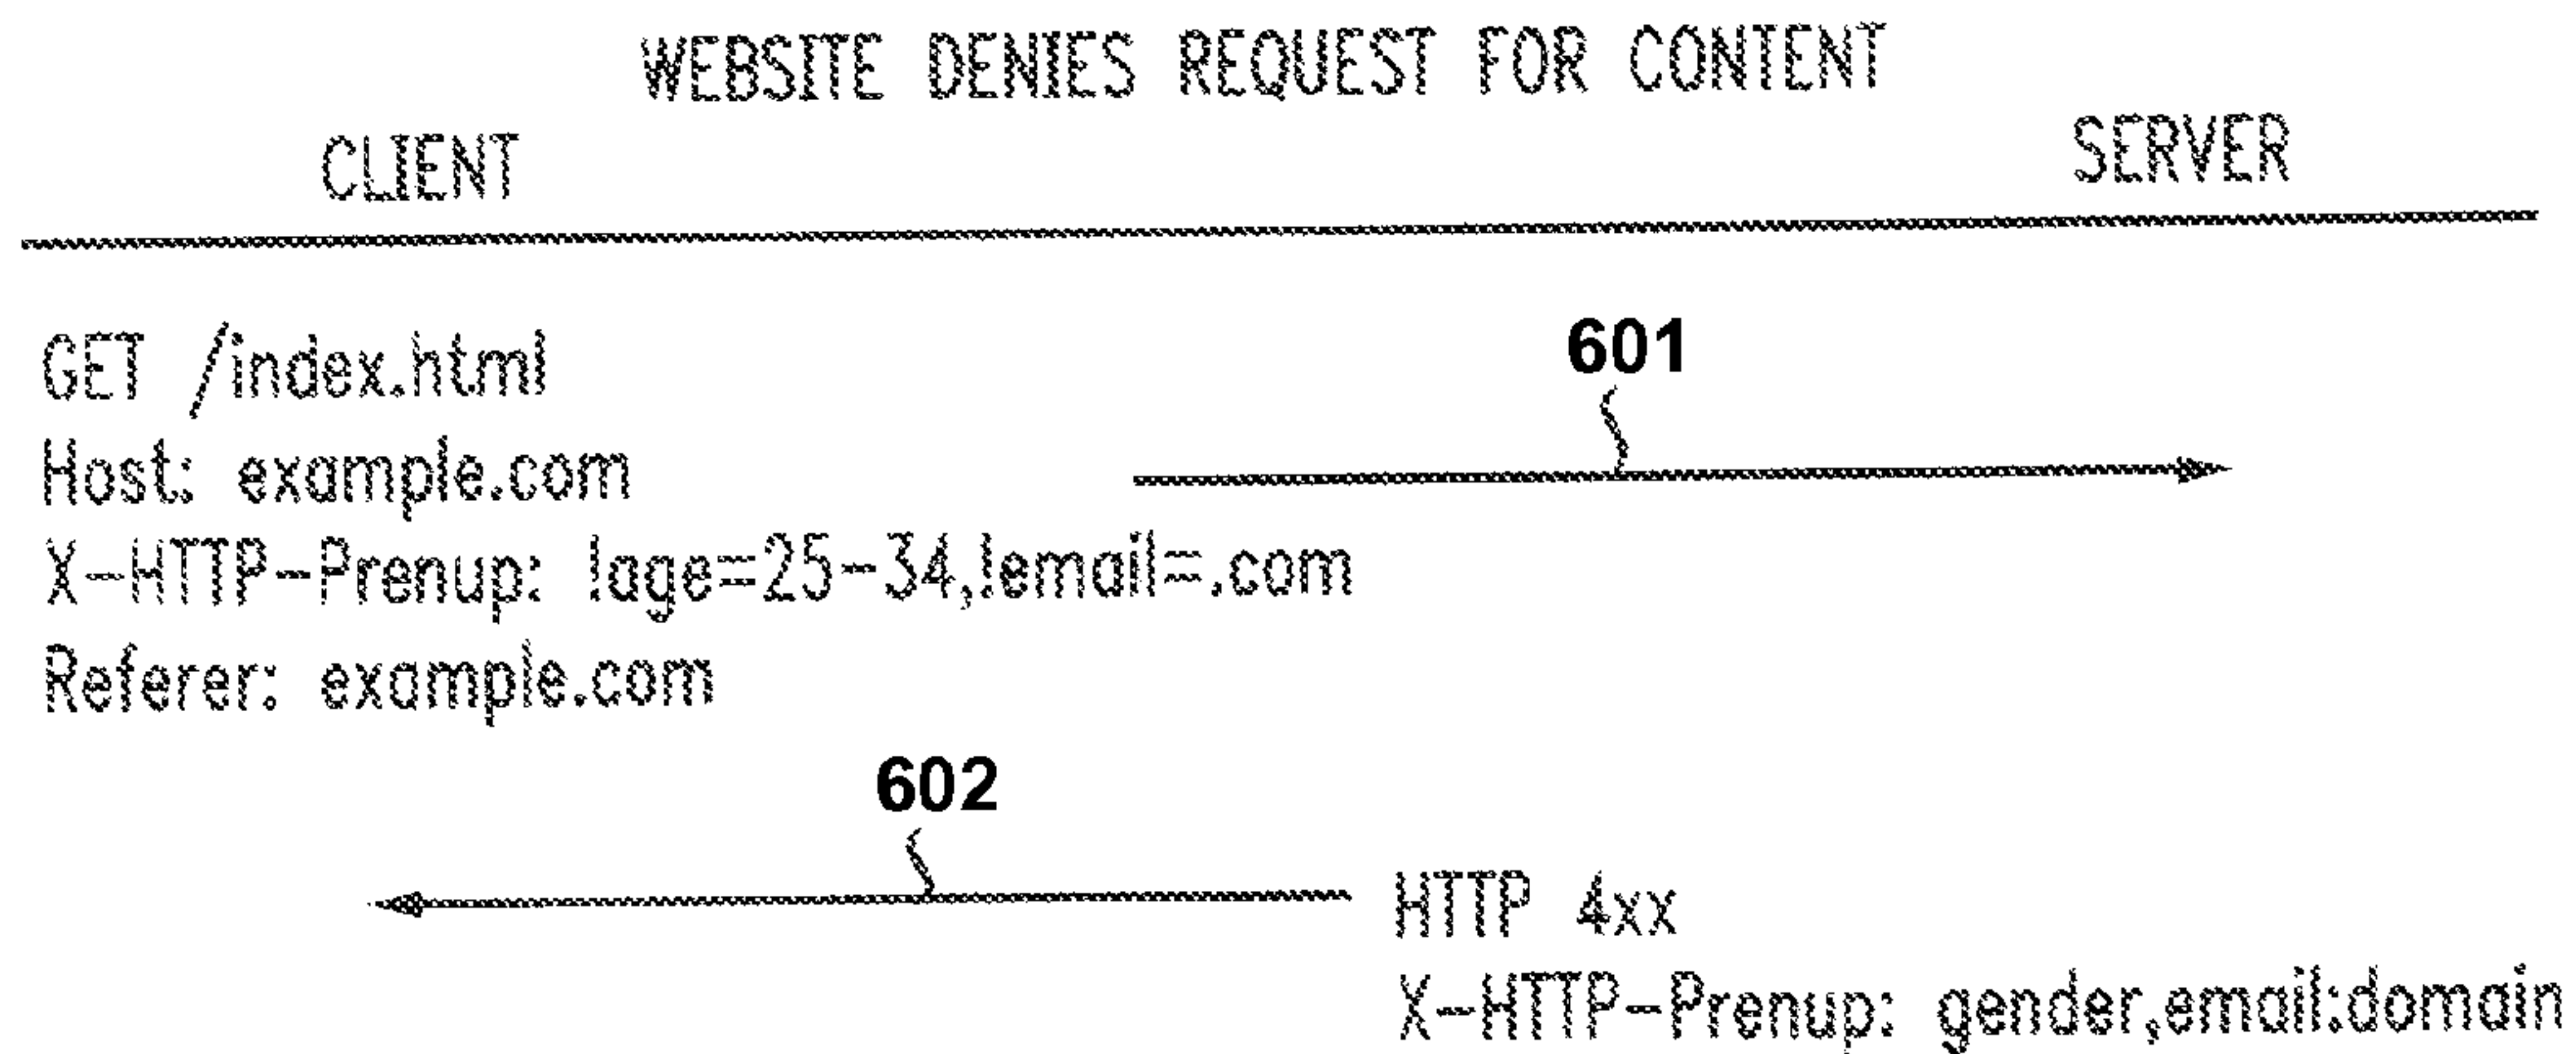 WEBSITE DENIES REQUEST FOR CONTENT
CLIENT SERVER
GET /index.html
601
Host: example.com
X-HTTP-Prenup: !age=25-34,!email=.com
Referer: example.com
602
HTTP 4xx
X-HTTP-Prenup: gender,email:domain